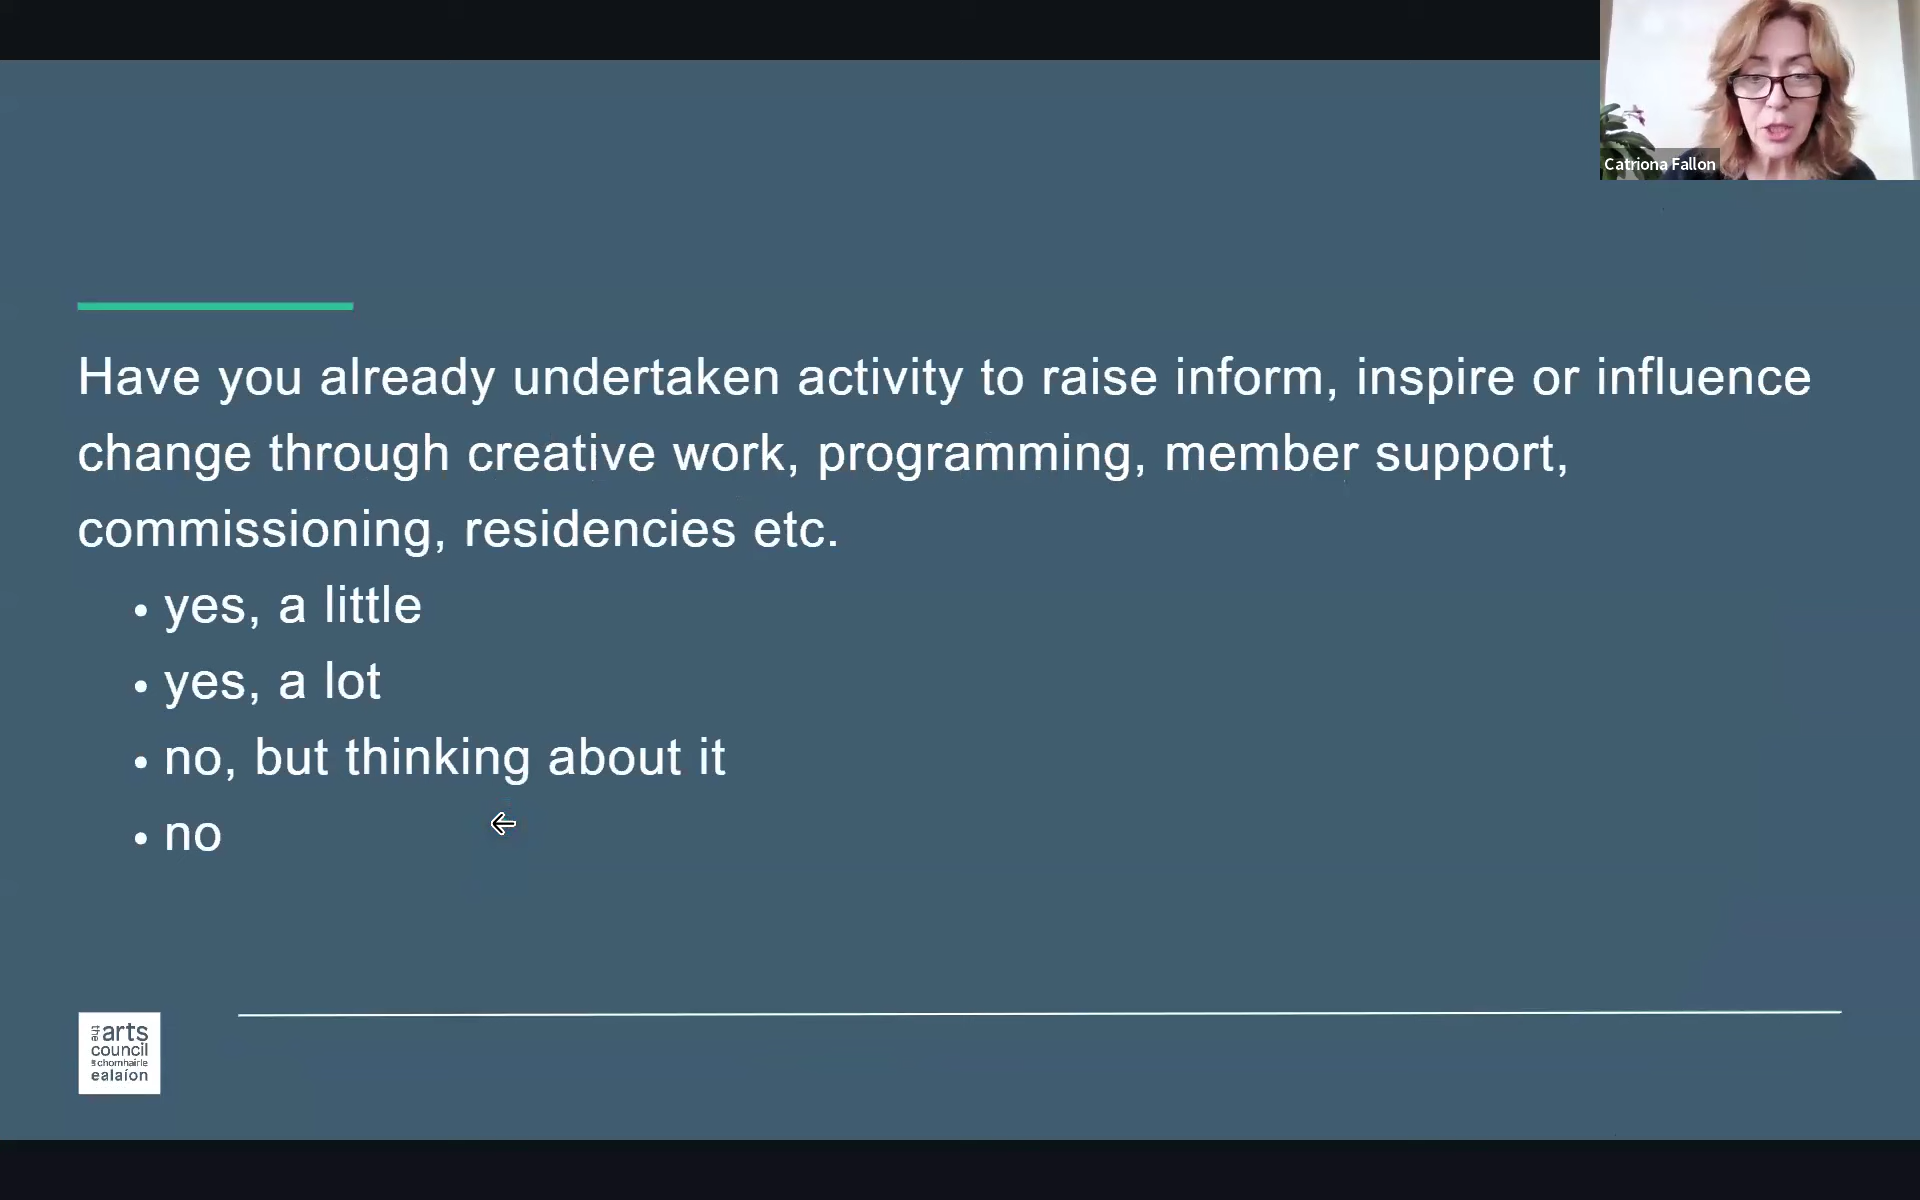 Catriona Fallon
Have you already undertaken activity to raise inform, inspire or influence
change through creative work, programming, member support,
commissioning, residencies etc.
• yes, a little
• yes, a lot
• no, but thinking about it
• no
the arts
council
chomhairle
ealaíon